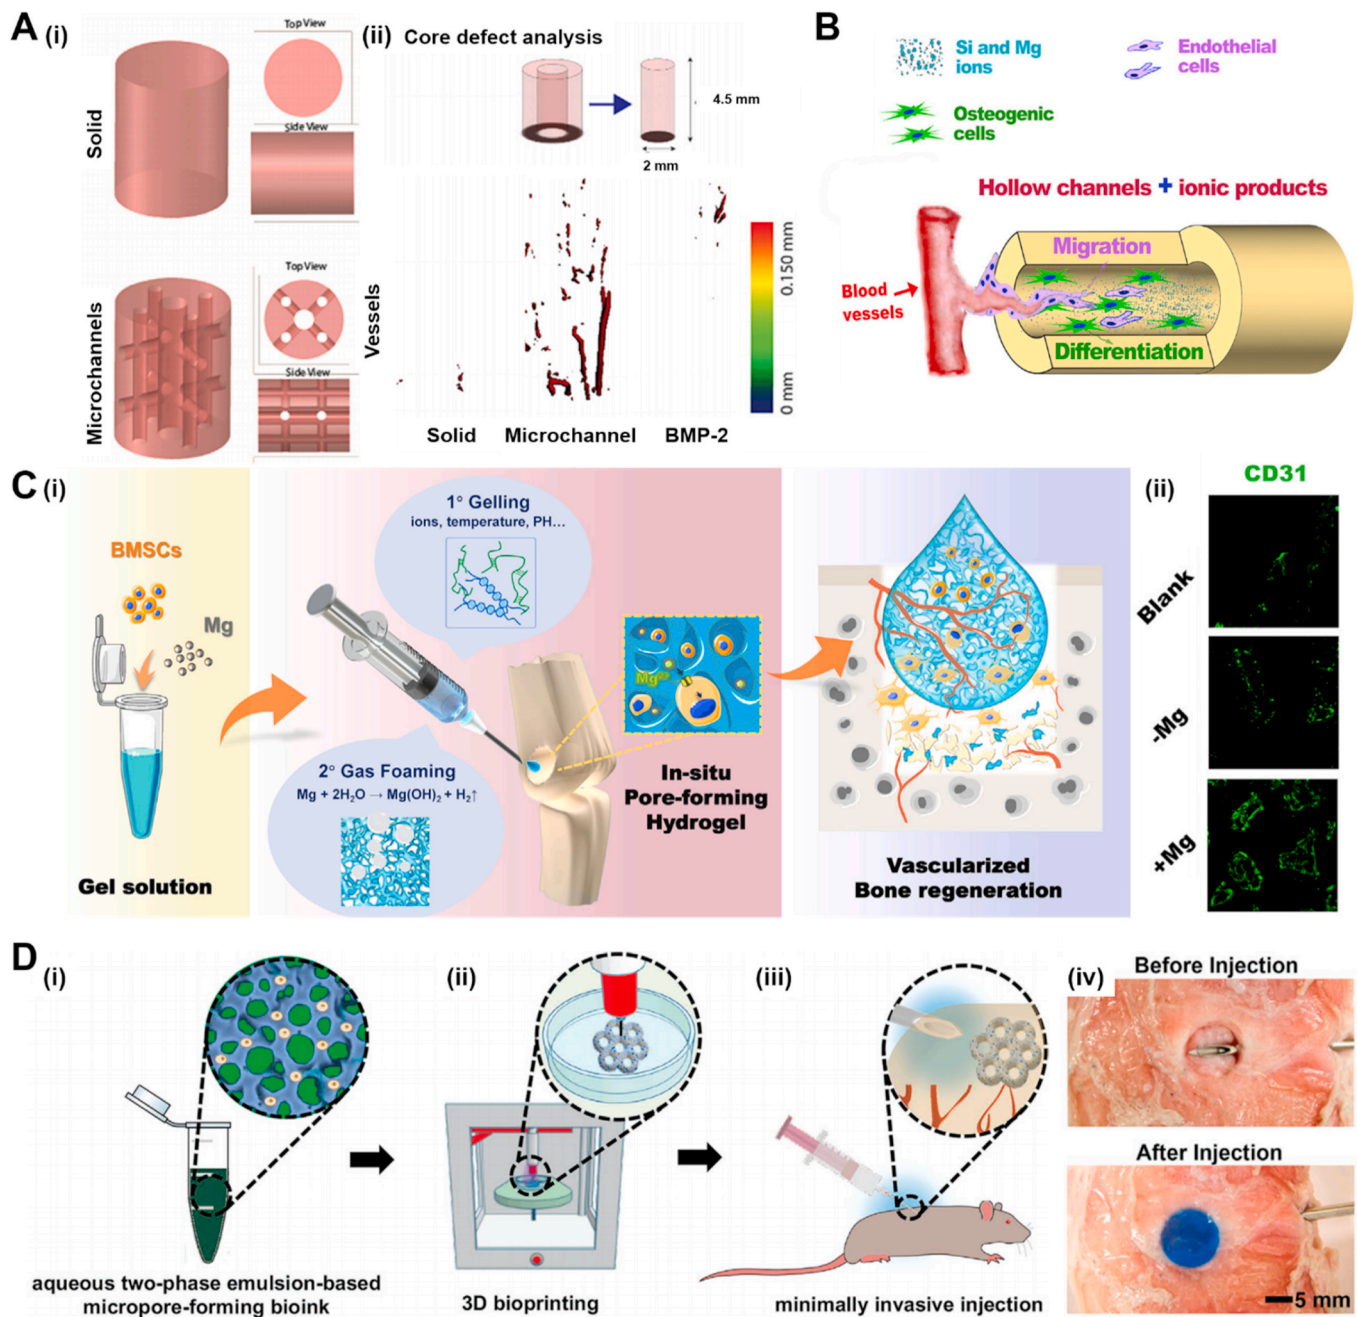 A
(i)
Solid
Top View
Side View
Microchannels
Top View
Side View
(ii)
Core defect analysis
4.5 mm
2 mm
Vessels
0.150 mm
0 mm
Solid
Microchannel
BMP-2
B
Si and Mg
ions
Endothelial
cells
Osteogenic
cells
Hollow channels + ionic products
Migration
Blood
vessels
Differentiation
C
(i)
BMSCs
Mg
Gel solution
1° Gelling
ions, temperature, PH...
2° Gas Foaming
Mg + 2H₂O → Mg(OH)₂ + H₂↑
Mg²⁺
In-situ
Pore-forming
Hydrogel
Vascularized
Bone regeneration
(ii)
CD31
Blank
-Mg
+Mg
D
(i)
aqueous two-phase emulsion-based
micropore-forming bioink
(ii)
3D bioprinting
(iii)
minimally invasive injection
(iv)
Before Injection
After Injection
5 mm